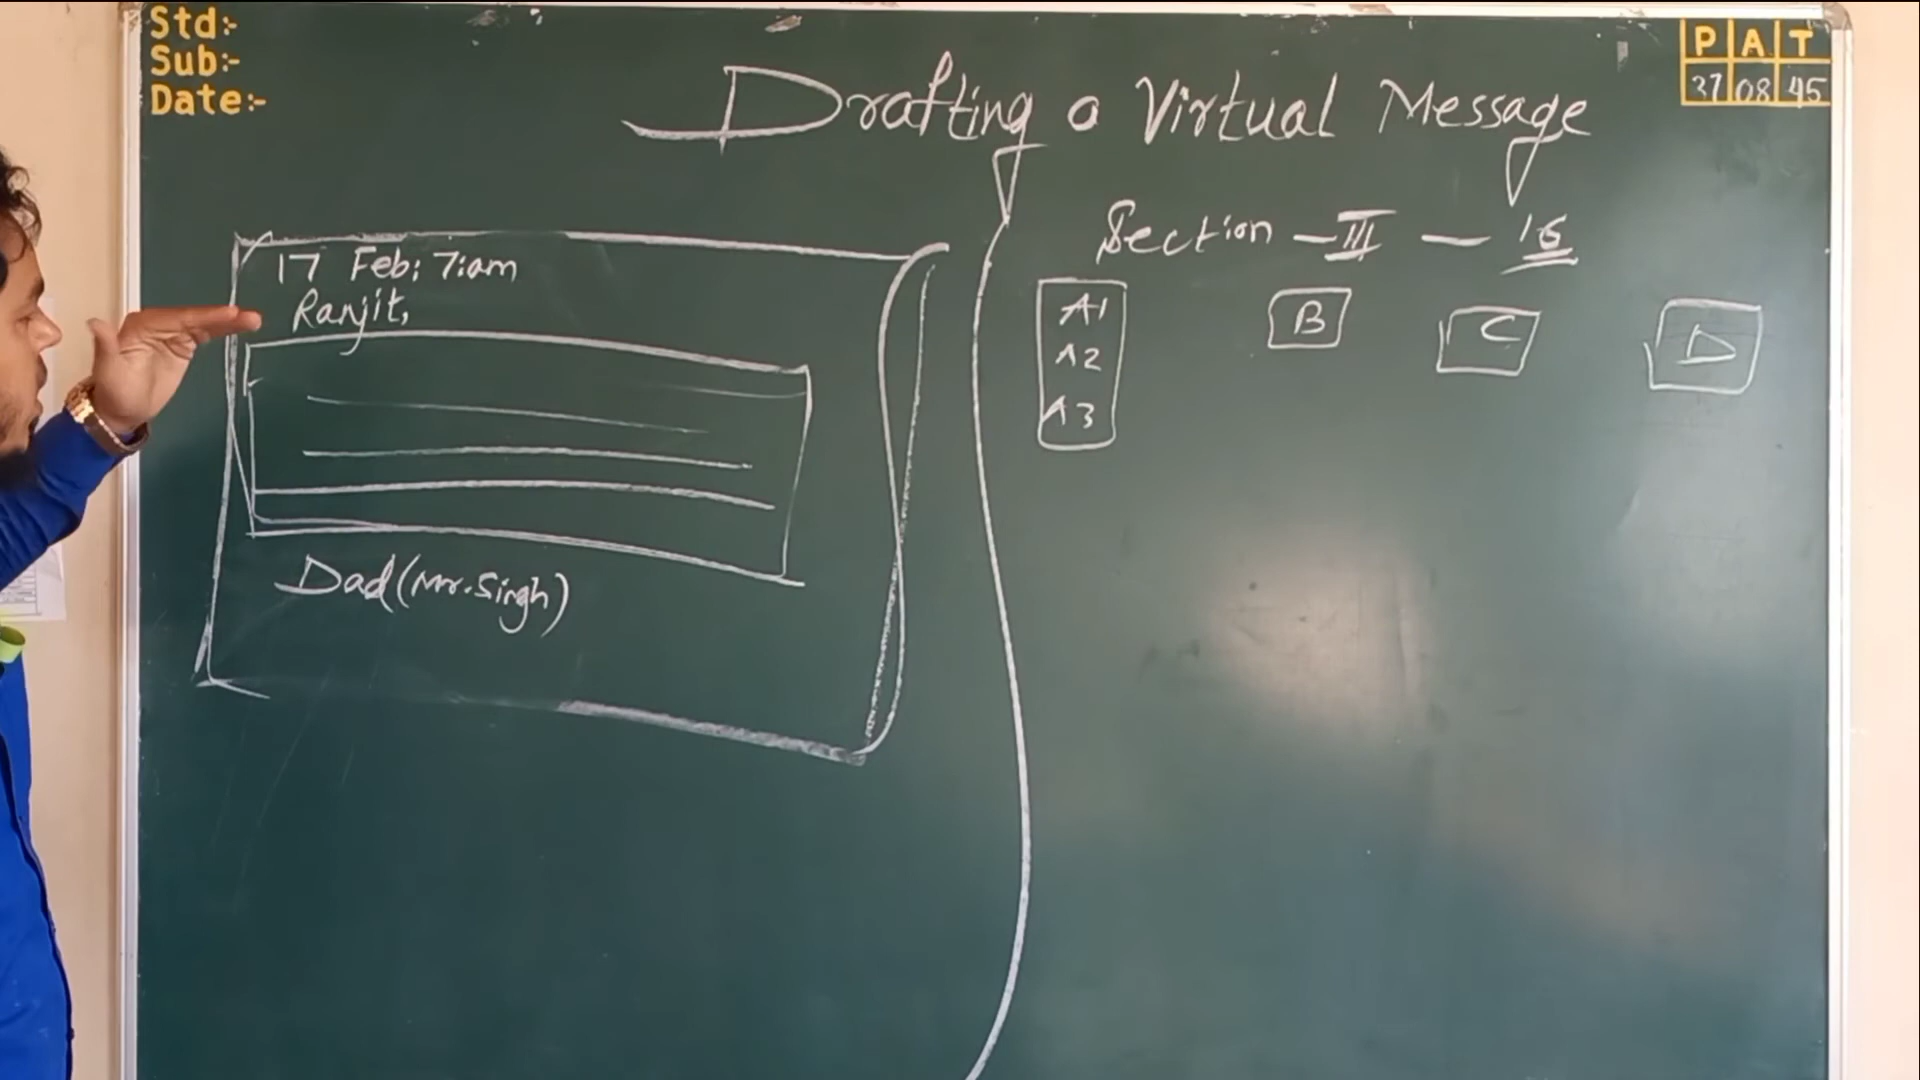 Std:-
Sub:-
Date:-
P A T
37 08 45
Drafting a Virtual Message
17 Feb; 7:am
Ranjit,
Dad (Mr. Singh)
Section - III - 16
A1
A2
A3
B
C
D